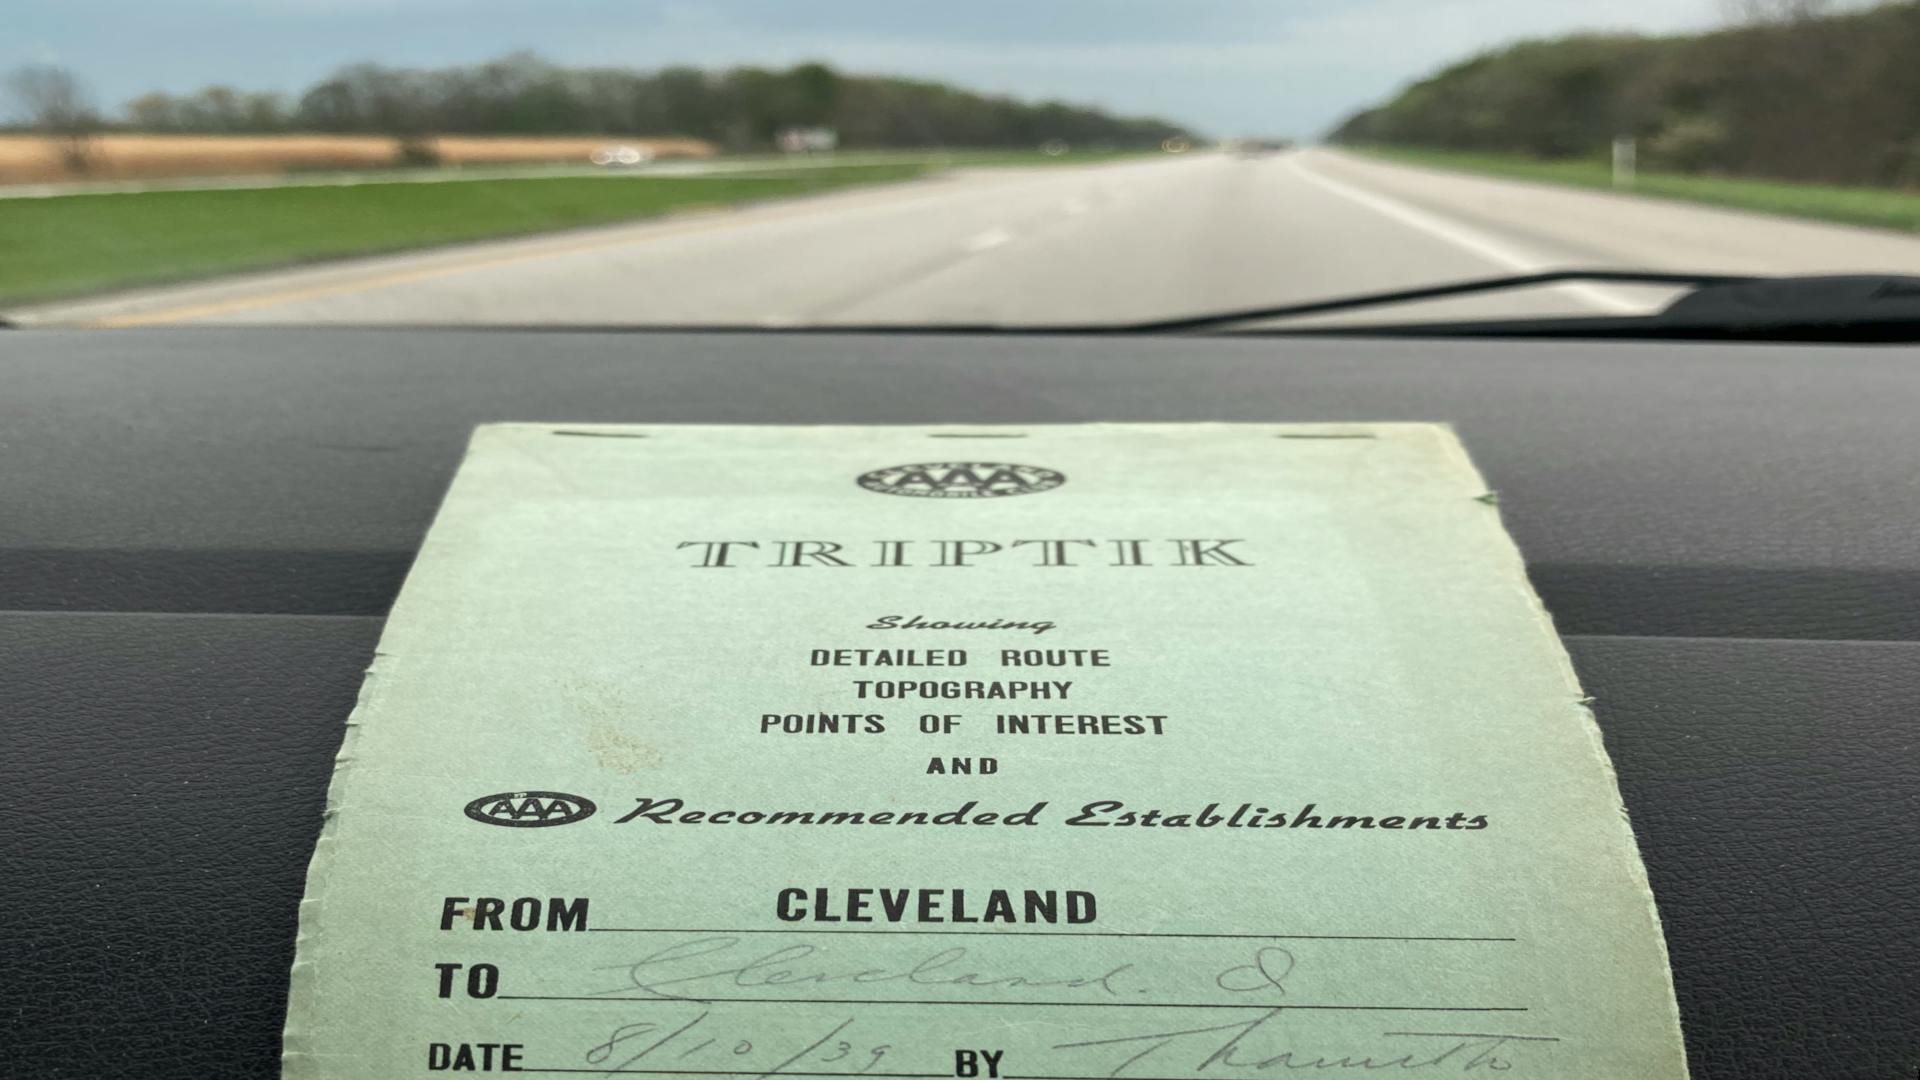 AAA
TRIPTIK
Showing
DETAILED ROUTE
TOPOGRAPHY
POINTS OF INTEREST
AND
AAA Recommended Establishments
FROM CLEVELAND
TO Cleveland. O
DATE 8/10/39 BY